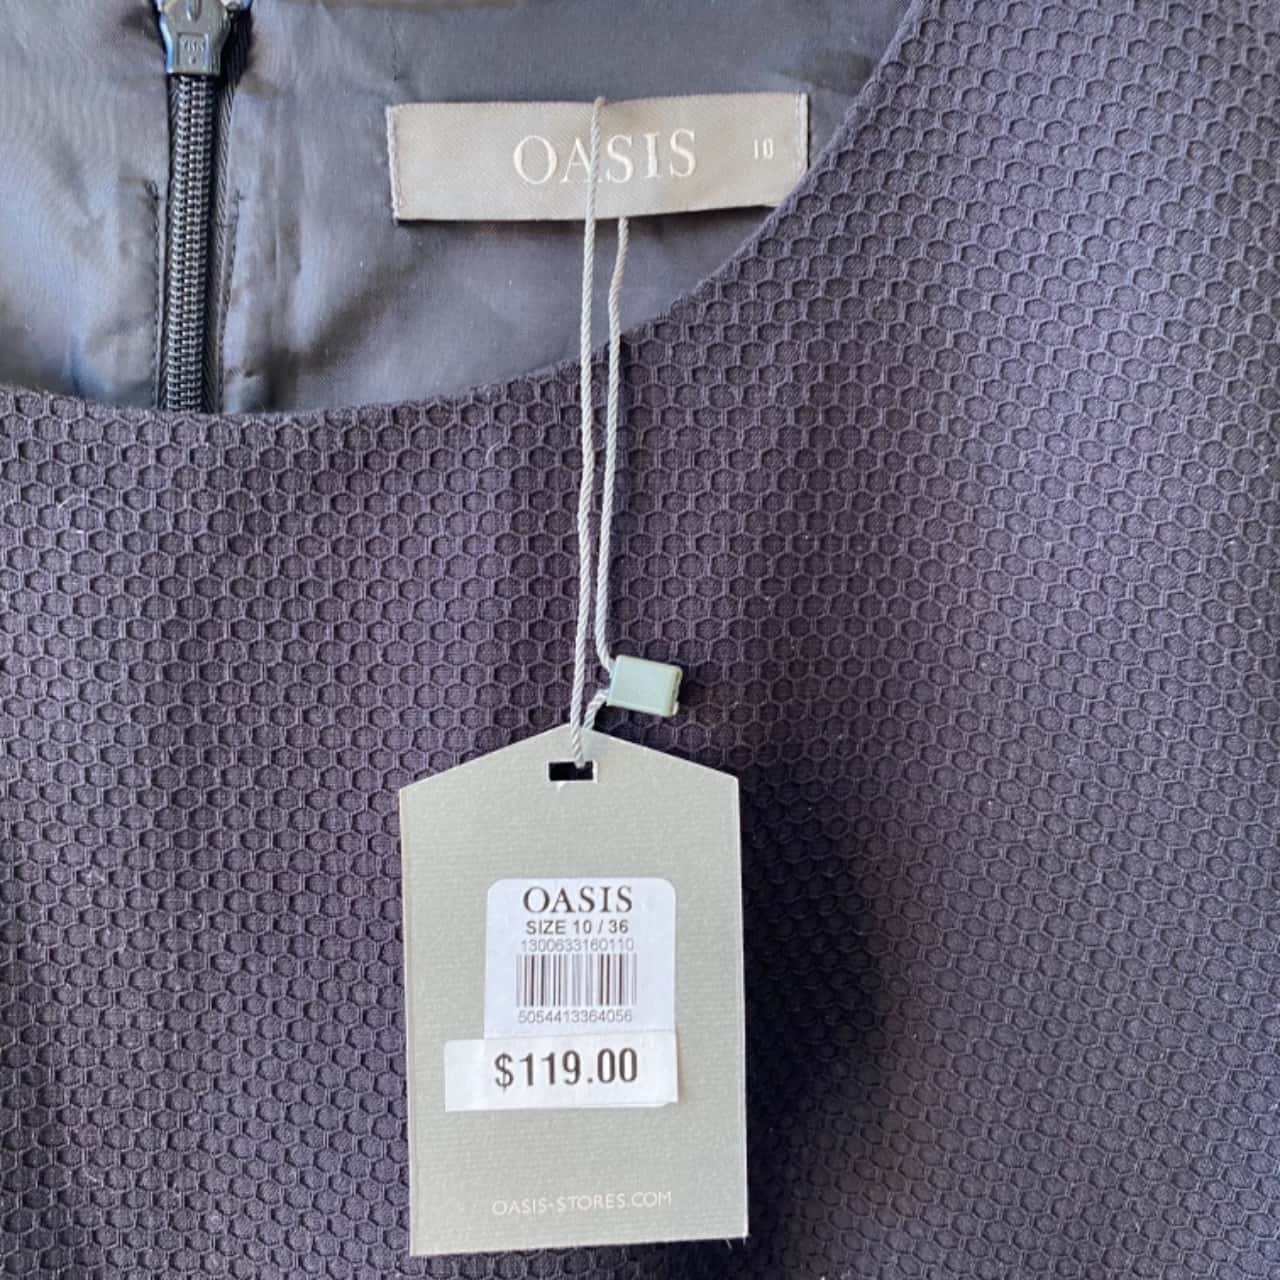 OASIS 10
OASIS
SIZE 10 / 36
1300633160110
5054413364056
$119.00
OASIS-STORES.COM